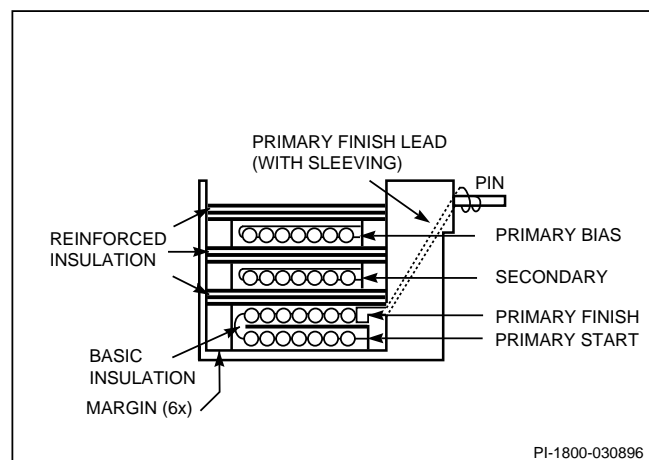 PRIMARY FINISH LEAD
(WITH SLEEVING)
PIN
REINFORCED
INSULATION
PRIMARY BIAS
SECONDARY
PRIMARY FINISH
PRIMARY START
BASIC
INSULATION
MARGIN (6x)
PI-1800-030896